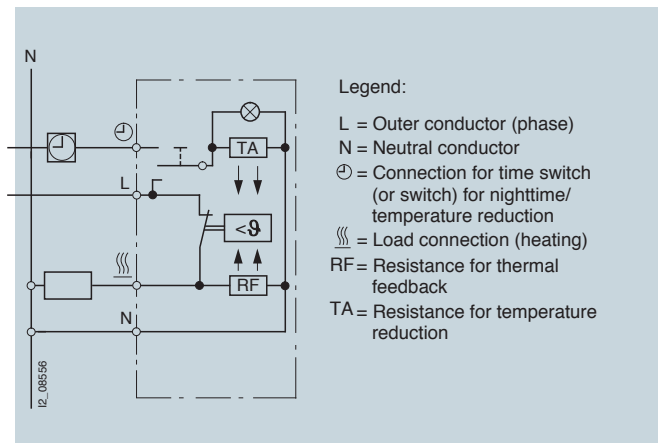 N
TA
L
<ϑ
RF
N
I2_08556
Legend:
L = Outer conductor (phase)
N = Neutral conductor
= Connection for time switch
(or switch) for nighttime/
temperature reduction
= Load connection (heating)
RF = Resistance for thermal
feedback
TA = Resistance for temperature
reduction